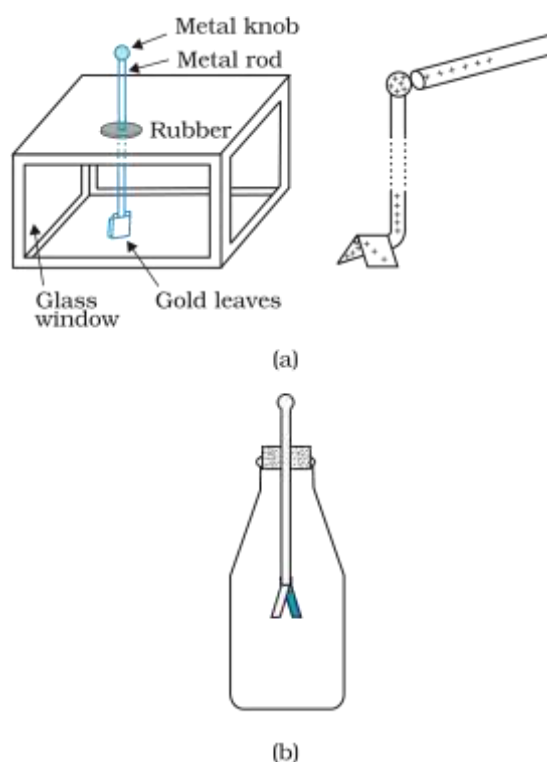 Metal knob
Metal rod
Rubber
Glass
window
Gold leaves
(a)
(b)